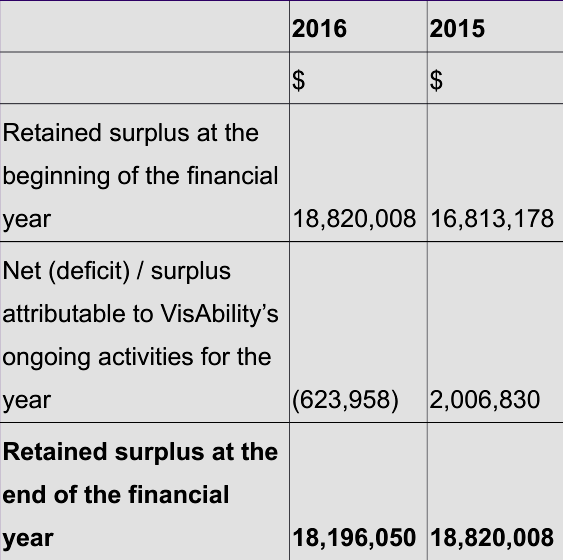 2016 2015
$ $
Retained surplus at the
beginning of the financial
year 18,820,008 16,813,178
Net (deficit) / surplus
attributable to VisAbility’s
ongoing activities for the
year (623,958) 2,006,830
Retained surplus at the
end of the financial
year 18,196,050 18,820,008